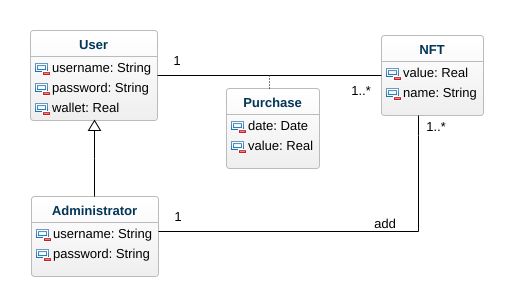 User
username: String
password: String
wallet: Real
1
1..*
NFT
value: Real
name: String
Purchase
date: Date
value: Real
1..*
Administrator
username: String
password: String
1
add